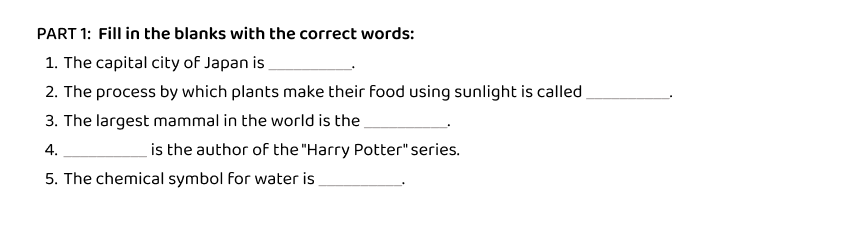 PART 1: Fill in the blanks with the correct words:
1. The capital city of Japan is __________.
2. The process by which plants make their food using sunlight is called __________.
3. The largest mammal in the world is the __________.
4. __________ is the author of the "Harry Potter" series.
5. The chemical symbol for water is __________.